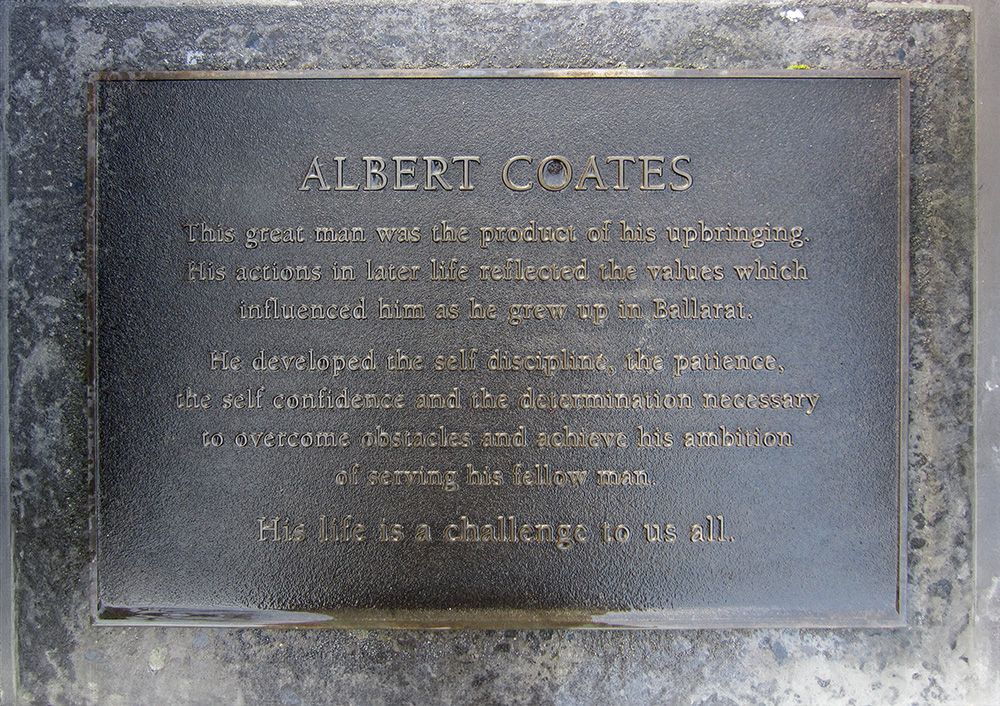 ALBERT COATES
This great man was the product of his upbringing.
His actions in later life reflected the values which
influenced him as he grew up in Ballarat.
He developed the self discipline, the patience,
the self confidence and the determination necessary
to overcome obstacles and achieve his ambition
of serving his fellow man.
His life is a challenge to us all.